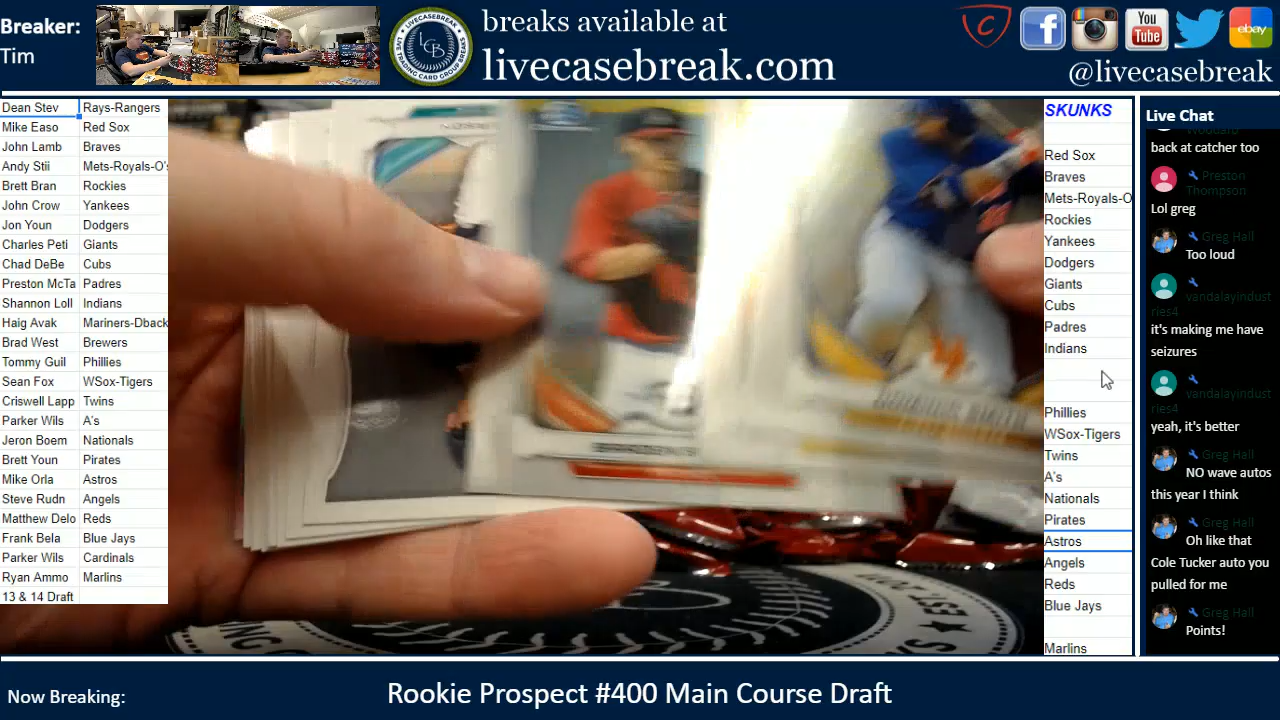 Breaker:
Tim
LCB
breaks available at
livecasebreak.com
You
Tube
ebay
@livecasebreak
Dean Stev Rays-Rangers
Mike Easo Red Sox
John Lamb Braves
Andy Stii Mets-Royals-O's
Brett Bran Rockies
John Crow Yankees
Jon Youn Dodgers
Charles Peti Giants
Chad DeBe Cubs
Preston McTa Padres
Shannon Loll Indians
Haig Avak Mariners-Dback
Brad West Brewers
Tommy Guil Phillies
Sean Fox WSox-Tigers
Criswell Lapp Twins
Parker Wils A's
Jeron Boem Nationals
Brett Youn Pirates
Mike Orla Astros
Steve Rudn Angels
Matthew Delo Reds
Frank Bela Blue Jays
Parker Wils Cardinals
Ryan Ammo Marlins
13 & 14 Draft
SKUNKS
Red Sox
Braves
Mets-Royals-O
Rockies
Yankees
Dodgers
Giants
Cubs
Padres
Indians
Phillies
WSox-Tigers
Twins
A's
Nationals
Pirates
Astros
Angels
Reds
Blue Jays
Marlins
Live Chat
back at catcher too
Preston
Thompson
Lol greg
Greg Hall
Too loud
vandalayindust
ries4
it's making me have
seizures
vandalayindust
ries4
yeah, it's better
Greg Hall
NO wave autos
this year I think
Greg Hall
Oh like that
Cole Tucker auto you
pulled for me
Greg Hall
Points!
Now Breaking:
Rookie Prospect #400 Main Course Draft